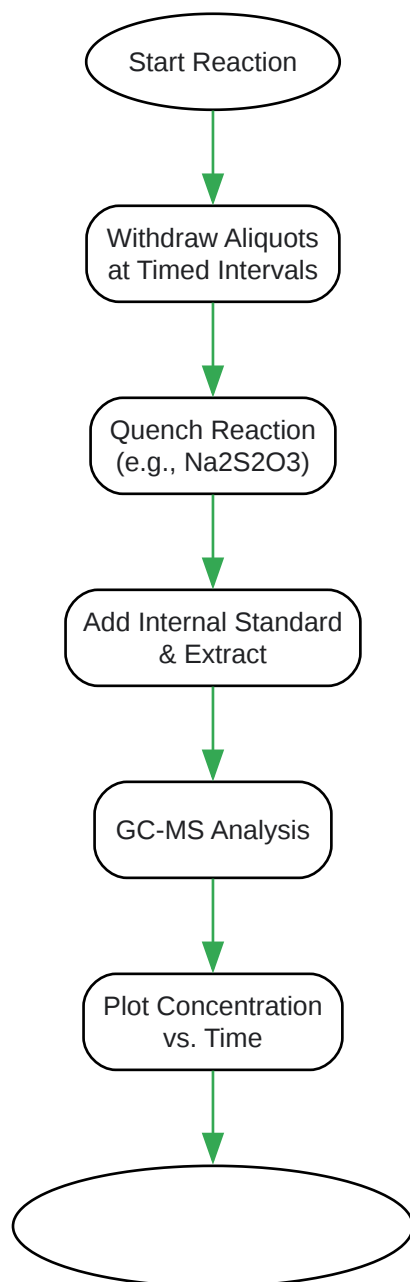 Start Reaction
Withdraw Aliquots
at Timed Intervals
Quench Reaction
(e.g., Na2S2O3)
Add Internal Standard
& Extract
GC-MS Analysis
Plot Concentration
vs. Time